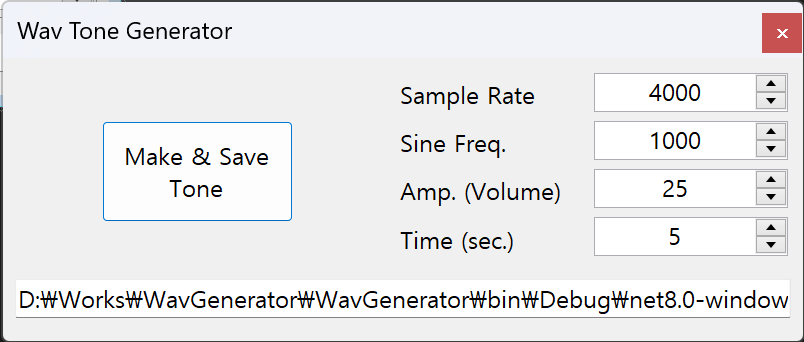 Wav Tone Generator
Make & Save
Tone
Sample Rate 4000
Sine Freq. 1000
Amp. (Volume) 25
Time (sec.) 5
D:₩Works₩WavGenerator₩WavGenerator₩bin₩Debug₩net8.0-window